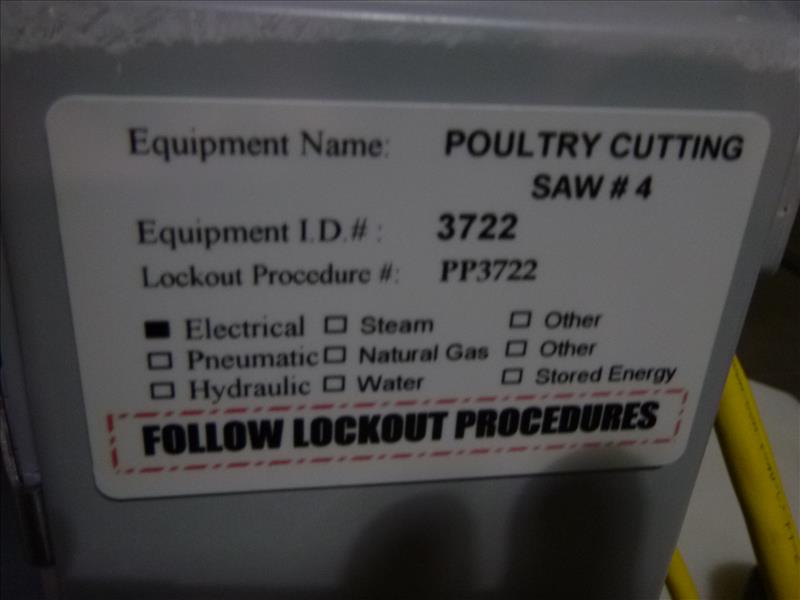 Equipment Name: POULTRY CUTTING
SAW # 4
Equipment I.D.# : 3722
Lockout Procedure #: PP3722
■ Electrical □ Steam □ Other
□ Pneumatic □ Natural Gas □ Other
□ Hydraulic □ Water □ Stored Energy
FOLLOW LOCKOUT PROCEDURES